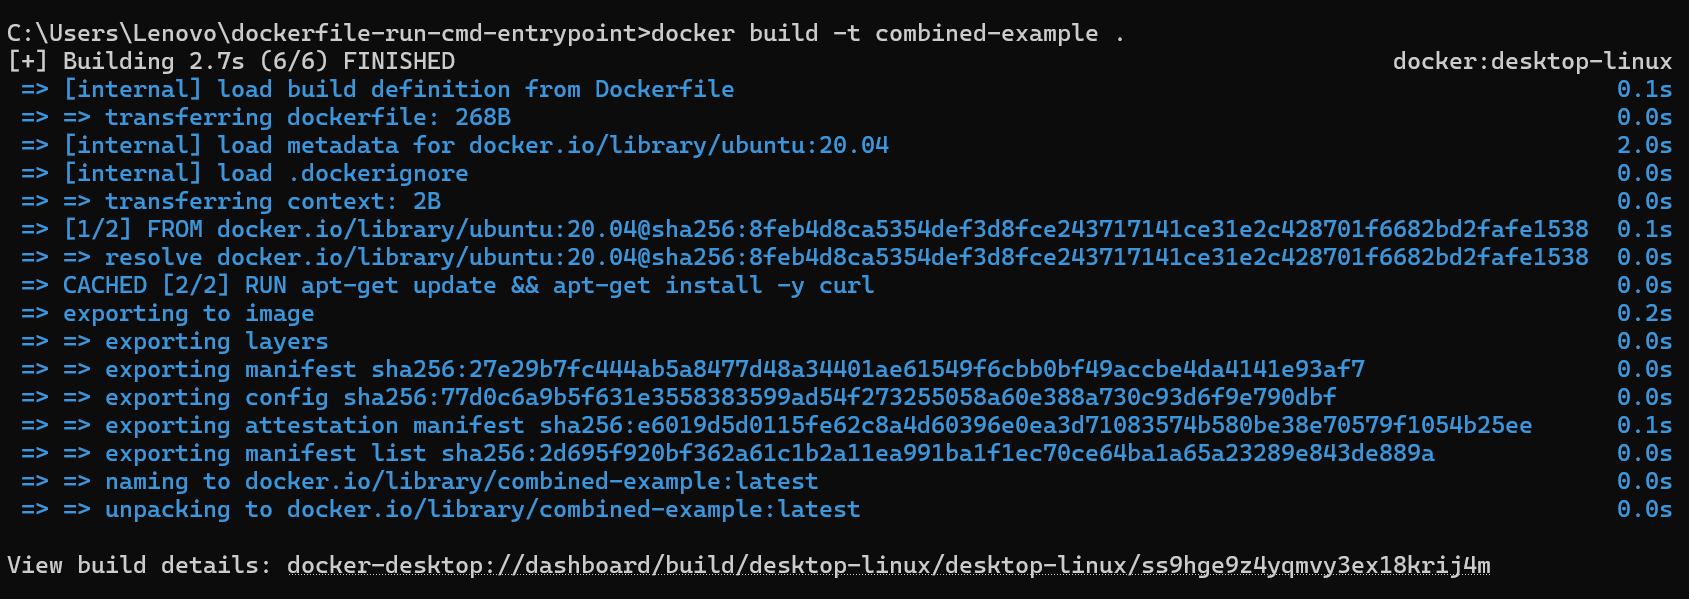 C:\Users\Lenovo\dockerfile-run-cmd-entrypoint>docker build -t combined-example .
[+] Building 2.7s (6/6) FINISHED docker:desktop-linux
=> [internal] load build definition from Dockerfile 0.1s
=> => transferring dockerfile: 268B 0.0s
=> [internal] load metadata for docker.io/library/ubuntu:20.04 2.0s
=> [internal] load .dockerignore 0.0s
=> => transferring context: 2B 0.0s
=> [1/2] FROM docker.io/library/ubuntu:20.04@sha256:8feb4d8ca5354def3d8fce243717141ce31e2c428701f6682bd2fafe1538 0.1s
=> => resolve docker.io/library/ubuntu:20.04@sha256:8feb4d8ca5354def3d8fce243717141ce31e2c428701f6682bd2fafe1538 0.0s
=> CACHED [2/2] RUN apt-get update && apt-get install -y curl 0.0s
=> exporting to image 0.2s
=> => exporting layers 0.0s
=> => exporting manifest sha256:27e29b7fc444ab5a8477d48a34401ae61549f6cbb0bf49accbe4da4141e93af7 0.0s
=> => exporting config sha256:77d0c6a9b5f631e3558383599ad54f273255058a60e388a730c93d6f9e790dbf 0.0s
=> => exporting attestation manifest sha256:e6019d5d0115fe62c8a4d60396e0ea3d71083574b580be38e70579f1054b25ee 0.1s
=> => exporting manifest list sha256:2d695f920bf362a61c1b2a11ea991ba1f1ec70ce64ba1a65a23289e843de889a 0.0s
=> => naming to docker.io/library/combined-example:latest 0.0s
=> => unpacking to docker.io/library/combined-example:latest 0.0s
View build details: docker-desktop://dashboard/build/desktop-linux/desktop-linux/ss9hge9z4yqmvy3ex18krij4m